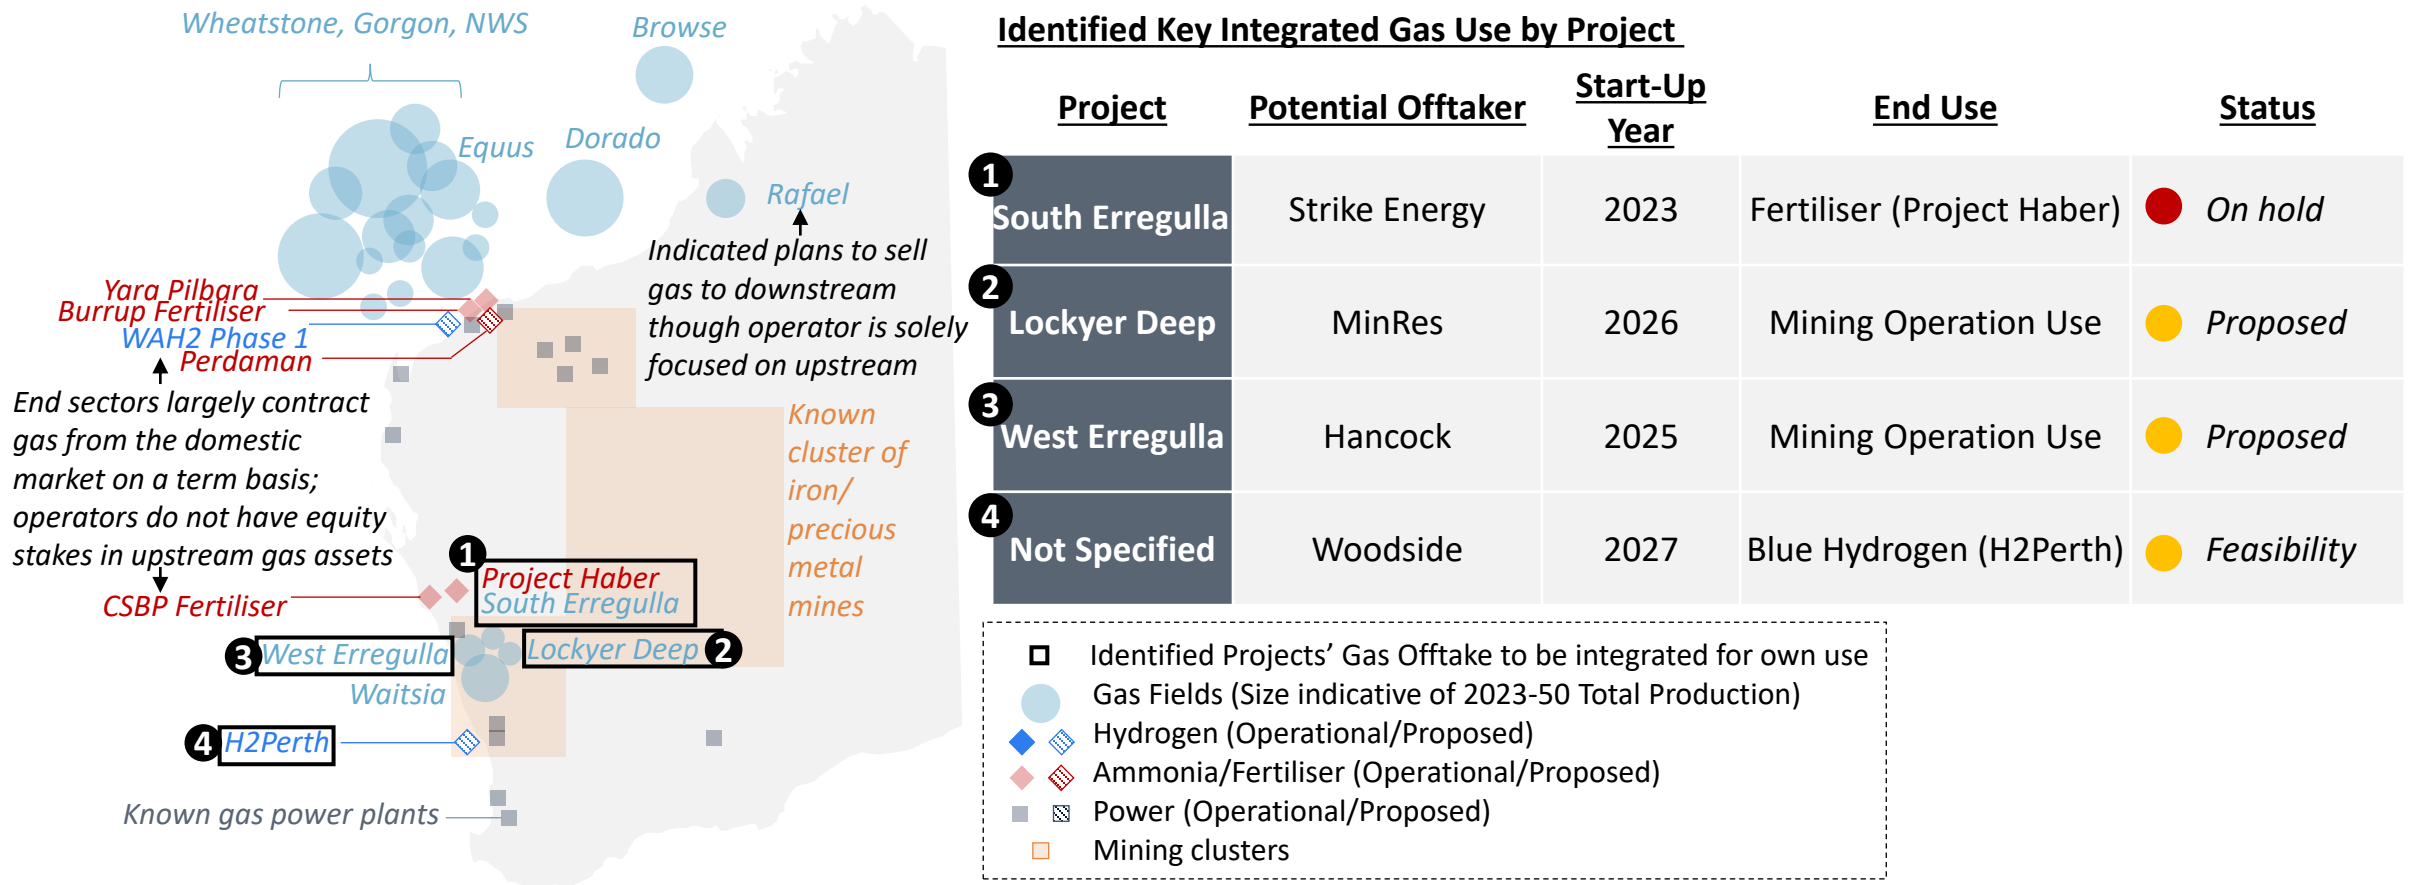 Wheatstone, Gorgon, NWS
Browse
Equus
Dorado
Rafael
Indicated plans to sell
gas to downstream
though operator is solely
focused on upstream
Yara Pilbara
Burrup Fertiliser
WAH2 Phase 1
Perdaman
End sectors largely contract
gas from the domestic
market on a term basis;
operators do not have equity
stakes in upstream gas assets
CSBP Fertiliser
Known
cluster of
iron/
precious
metal
mines
1
Project Haber
South Erregulla
3
West Erregulla
Lockyer Deep
2
Waitsia
4
H2Perth
Known gas power plants
Identified Key Integrated Gas Use by Project
Project
Potential Offtaker
Start-Up
Year
End Use
Status
1
South Erregulla
Strike Energy
2023
Fertiliser (Project Haber)
On hold
2
Lockyer Deep
MinRes
2026
Mining Operation Use
Proposed
3
West Erregulla
Hancock
2025
Mining Operation Use
Proposed
4
Not Specified
Woodside
2027
Blue Hydrogen (H2Perth)
Feasibility
Identified Projects' Gas Offtake to be integrated for own use
Gas Fields (Size indicative of 2023-50 Total Production)
Hydrogen (Operational/Proposed)
Ammonia/Fertiliser (Operational/Proposed)
Power (Operational/Proposed)
Mining clusters